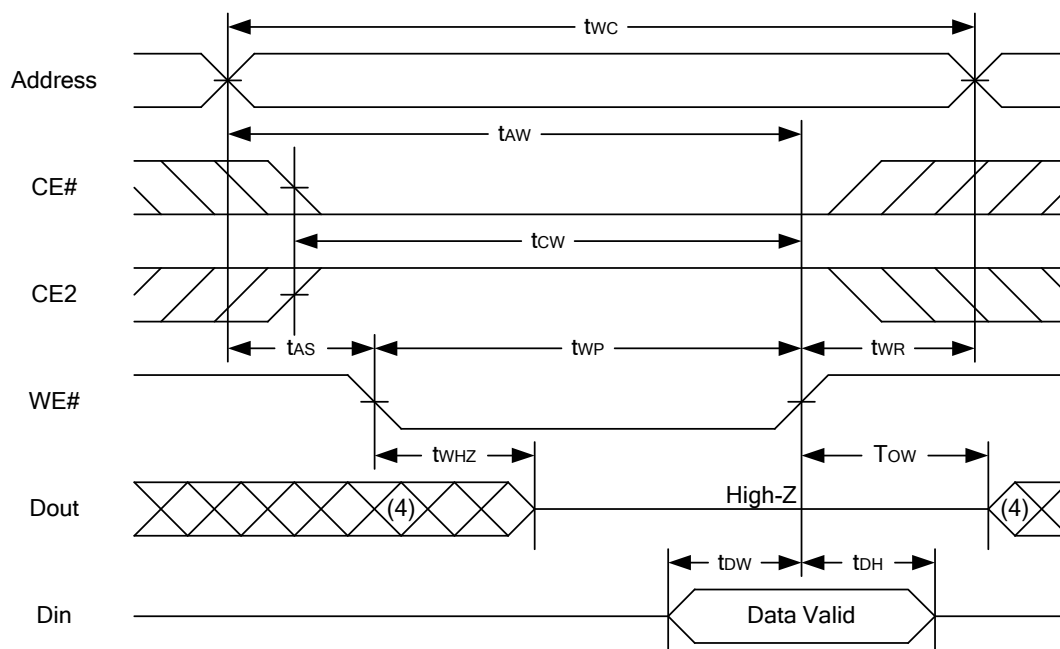 tWC
Address
tAW
CE#
tCW
CE2
tAS tWP tWR
WE#
tWHZ TOW
Dout (4) High-Z (4)
tDW tDH
Din Data Valid